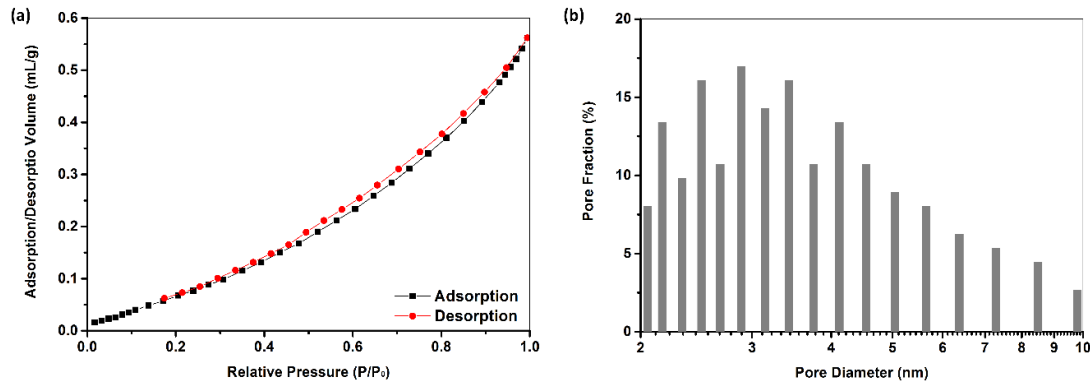 (a)
0.6
0.5
0.4
0.3
0.2
0.1
0.0
Adsorption/Desorptio Volume (mL/g)
Adsorption
Desorption
0.0 0.2 0.4 0.6 0.8 1.0
Relative Pressure (P/P₀)
(b)
20
15
10
5
0
Pore Fraction (%)
2 3 4 5 6 7 8 9 10
Pore Diameter (nm)